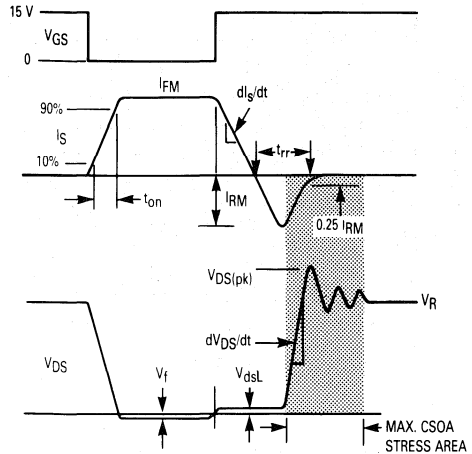 15 V
VGS
0
IFM
dIS/dt
90%
IS
trr
10%
ton
IRM
0.25 IRM
VDS(pk)
VR
dVDS/dt
VDS
Vf
VdsL
MAX. CSOA
STRESS AREA